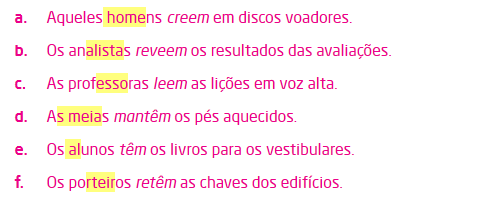 a. Aqueles homens creem em discos voadores.
b. Os analistas reveem os resultados das avaliações.
c. As professoras leem as lições em voz alta.
d. As meias mantêm os pés aquecidos.
e. Os alunos têm os livros para os vestibulares.
f. Os porteiros retêm as chaves dos edifícios.